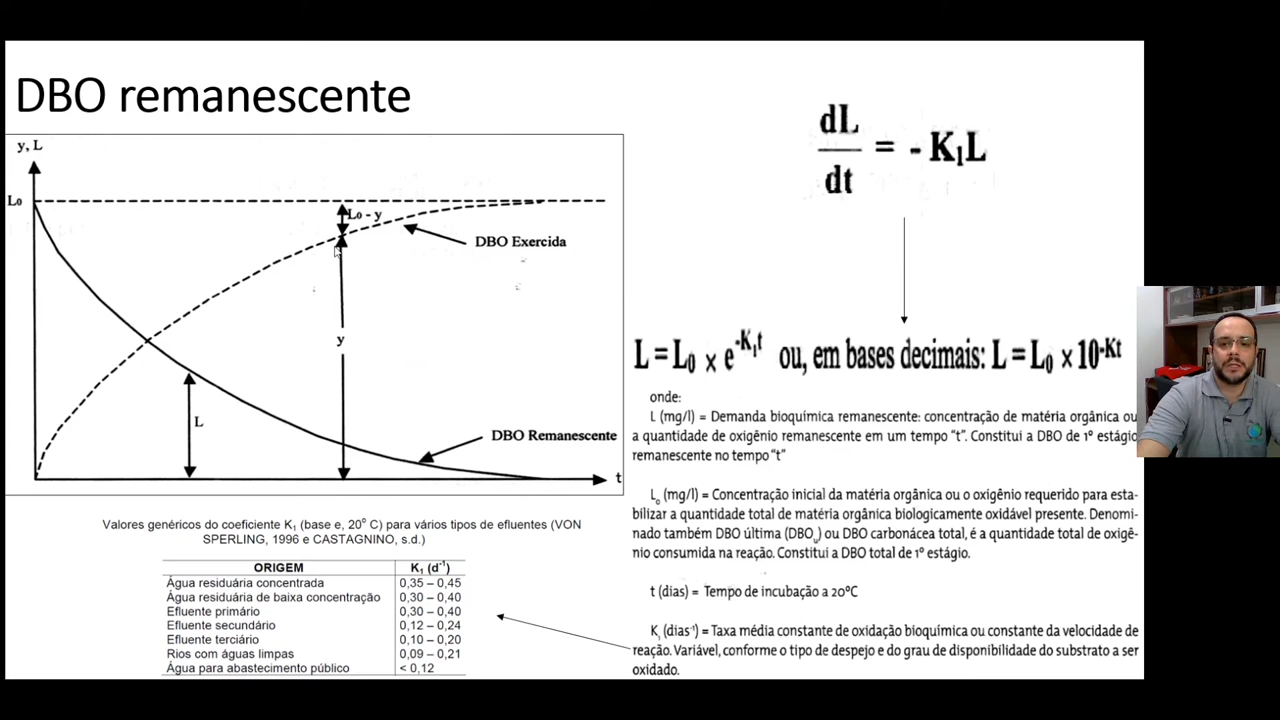 DBO remanescente
y, L
L₀
L₀ - y
DBO Exercida
y
L
DBO Remanescente
t
Valores genéricos do coeficiente K₁ (base e, 20⁰ C) para vários tipos de efluentes (VON
SPERLING, 1996 e CASTAGNINO, s.d.)
ORIGEM K₁ (d⁻¹)
Água residuária concentrada 0,35 – 0,45
Água residuária de baixa concentração 0,30 – 0,40
Efluente primário 0,30 – 0,40
Efluente secundário 0,12 – 0,24
Efluente terciário 0,10 – 0,20
Rios com águas limpas 0,09 – 0,21
Água para abastecimento público < 0,12
dL
dt
= - K₁L
L = L₀ x e^-K₁t ou, em bases decimais: L = L₀ x 10^-Kt
onde:
L (mg/l) = Demanda bioquímica remanescente: concentração de matéria orgânica ou
a quantidade de oxigênio remanescente em um tempo “t”. Constitui a DBO de 1º estágio
remanescente no tempo “t”
L₀ (mg/l) = Concentração inicial da matéria orgânica ou o oxigênio requerido para esta-
bilizar a quantidade total de matéria orgânica biologicamente oxidável presente. Denomi-
nado também DBO última (DBOᵤ) ou DBO carbonácea total, é a quantidade total de oxigê-
nio consumida na reação. Constitui a DBO total de 1º estágio.
t (dias) = Tempo de incubação a 20ºC
K₁ (dias⁻¹) = Taxa média constante de oxidação bioquímica ou constante da velocidade de
reação. Variável, conforme o tipo de despejo e do grau de disponibilidade do substrato a ser
oxidado.